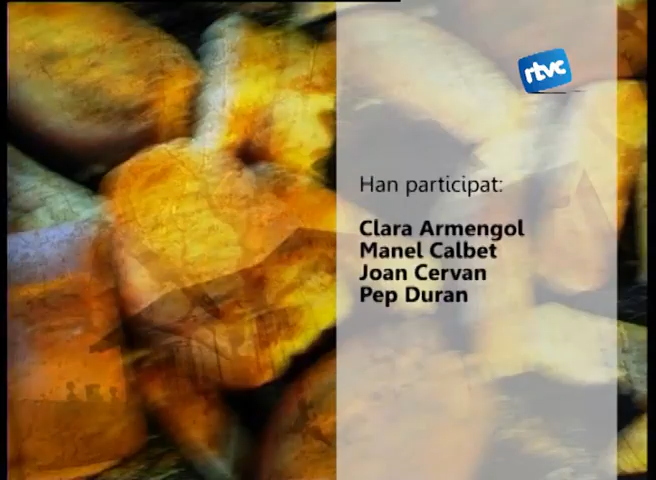 rtvc
Han participat:
Clara Armengol
Manel Calbet
Joan Cervan
Pep Duran